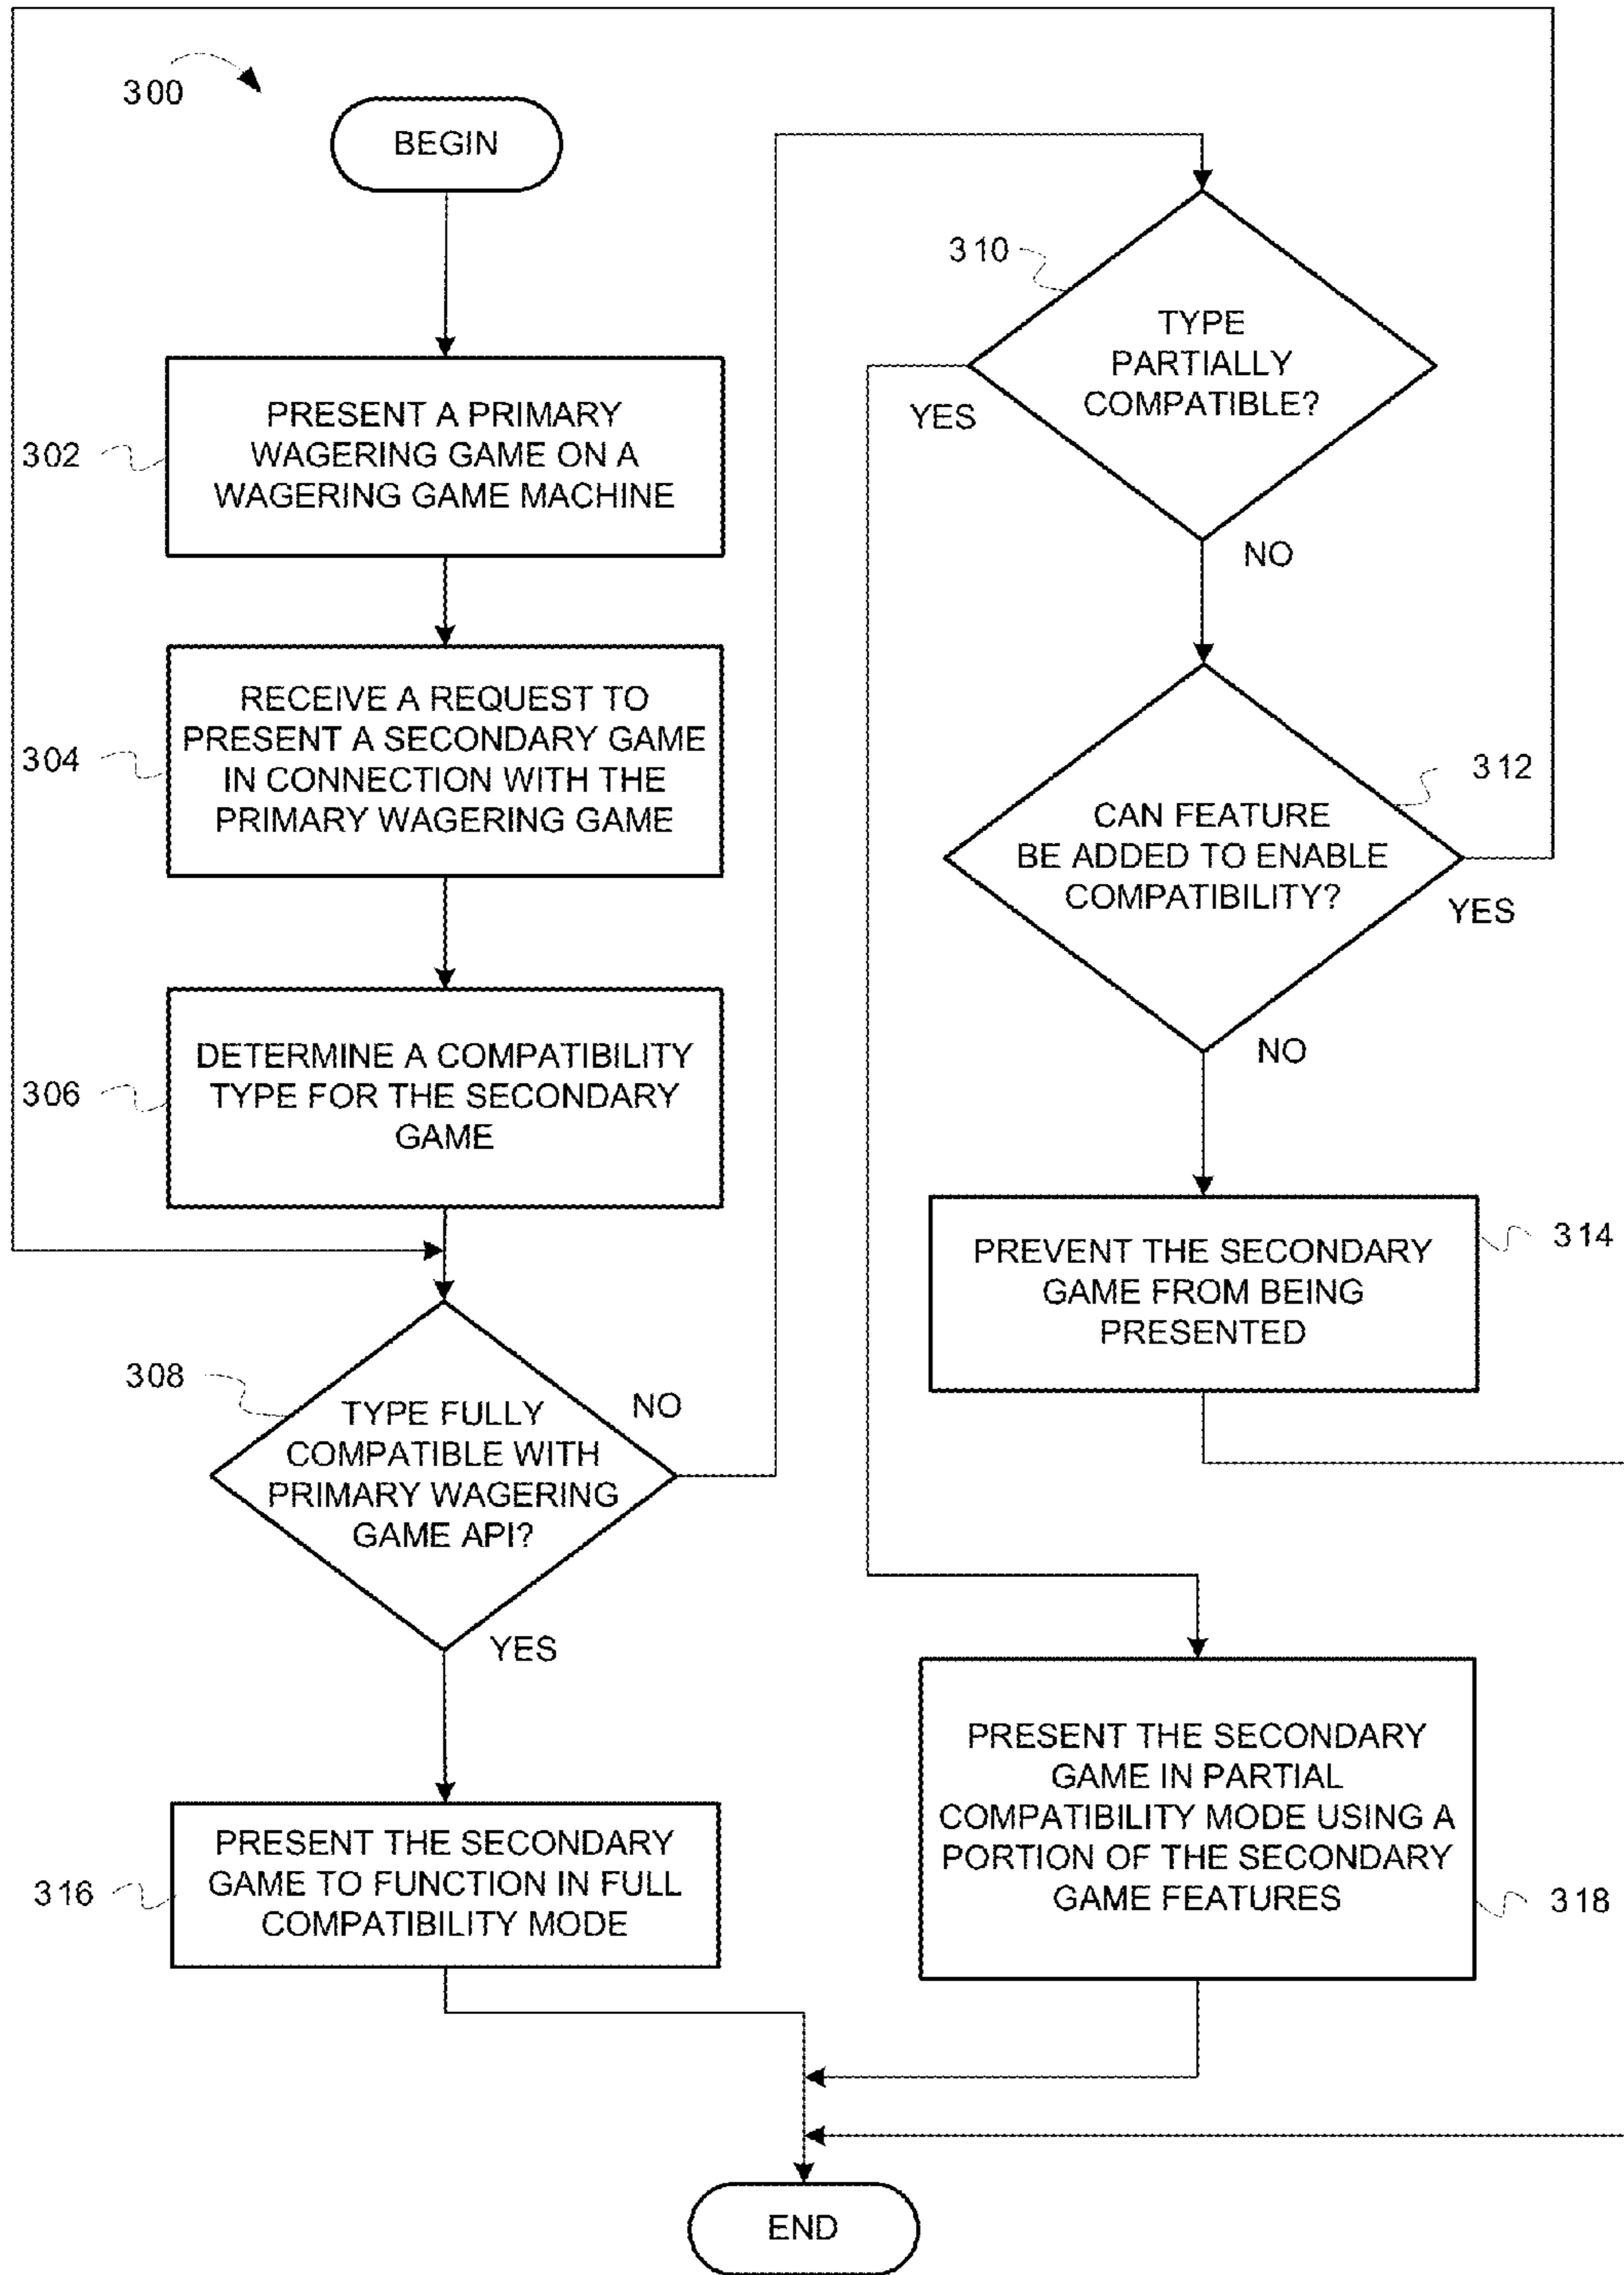 300
BEGIN
302
PRESENT A PRIMARY
WAGERING GAME ON A
WAGERING GAME MACHINE
304
RECEIVE A REQUEST TO
PRESENT A SECONDARY GAME
IN CONNECTION WITH THE
PRIMARY WAGERING GAME
306
DETERMINE A COMPATIBILITY
TYPE FOR THE SECONDARY
GAME
308
TYPE FULLY
COMPATIBLE WITH
PRIMARY WAGERING
GAME API?
NO
YES
316
PRESENT THE SECONDARY
GAME TO FUNCTION IN FULL
COMPATIBILITY MODE
310
TYPE
PARTIALLY
COMPATIBLE?
YES
NO
312
CAN FEATURE
BE ADDED TO ENABLE
COMPATIBILITY?
YES
NO
314
PREVENT THE SECONDARY
GAME FROM BEING
PRESENTED
PRESENT THE SECONDARY
GAME IN PARTIAL
COMPATIBILITY MODE USING A
PORTION OF THE SECONDARY
GAME FEATURES
318
END